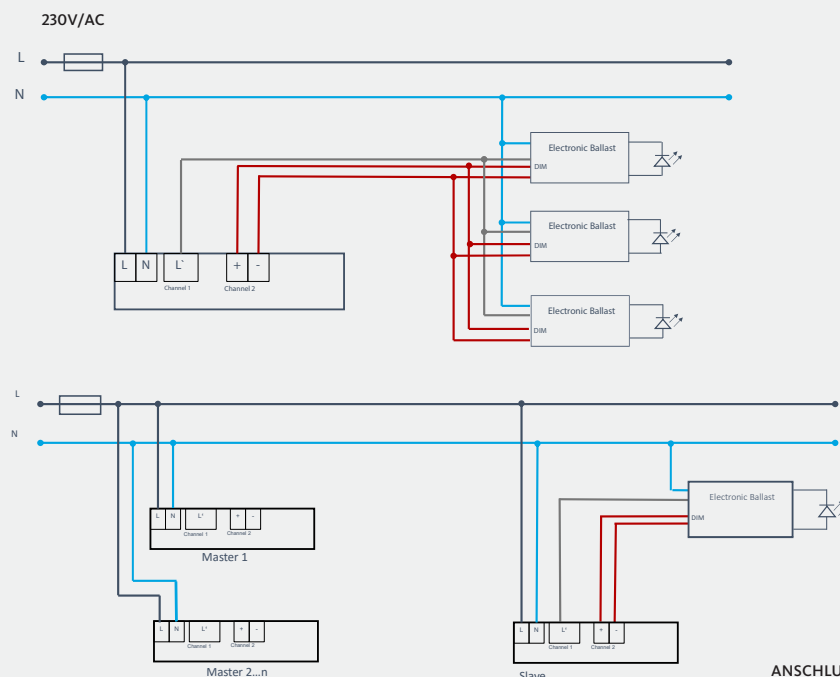 230V/AC
L
N
Electronic Ballast
DIM
Electronic Ballast
DIM
L N L` + -
Channel 1 Channel 2
Electronic Ballast
DIM
L
N
Electronic Ballast
DIM
L N L' + -
Channel 1 Channel 2
Master 1
L N L' + -
Channel 1 Channel 2
Master 2...n
L N L' + -
Channel 1 Channel 2
Slave
ANSCHLU